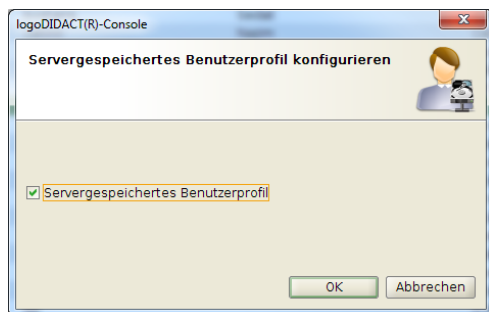 logoDIDACT(R)-Console
Servergespeichertes Benutzerprofil konfigurieren
Servergespeichertes Benutzerprofil
OK
Abbrechen